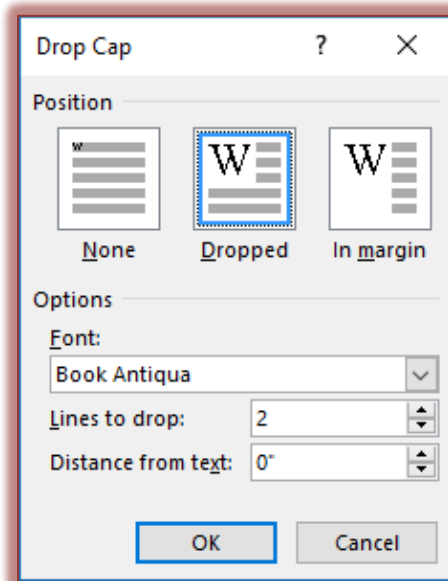 Drop Cap ? ×
Position
w W W
None Dropped In margin
Options
Font:
Book Antiqua
Lines to drop: 2
Distance from text: 0"
OK Cancel